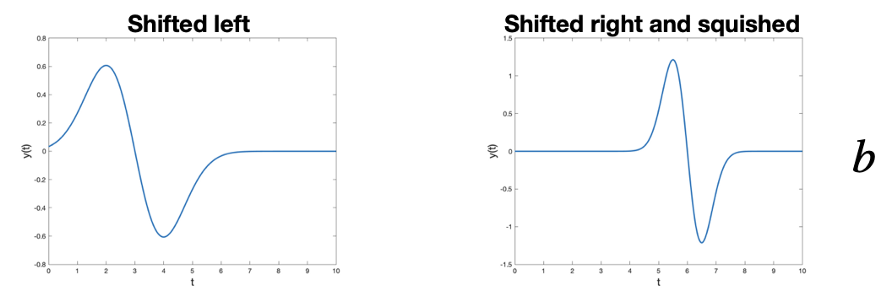 Shifted left
0.8
0.6
0.4
0.2
0
-0.2
-0.4
-0.6
-0.8
y(t)
0 1 2 3 4 5 6 7 8 9 10
t
Shifted right and squished
1.5
1
0.5
0
-0.5
-1
-1.5
y(t)
0 1 2 3 4 5 6 7 8 9 10
t
b